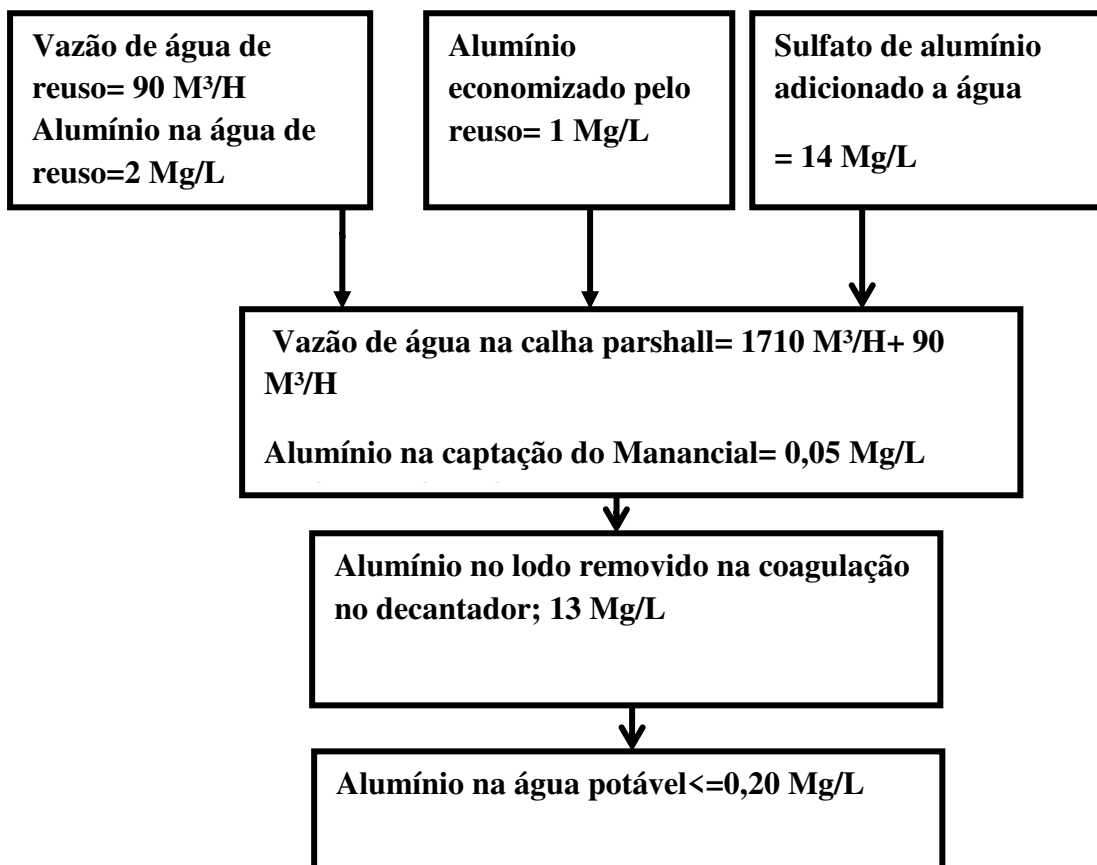 Vazão de água de
reuso= 90 M³/H
Alumínio na água de
reuso=2 Mg/L
Alumínio
economizado pelo
reuso= 1 Mg/L
Sulfato de alumínio
adicionado a água
= 14 Mg/L
Vazão de água na calha parshall= 1710 M³/H+ 90
M³/H
Alumínio na captação do Manancial= 0,05 Mg/L
Alumínio no lodo removido na coagulação
no decantador; 13 Mg/L
Alumínio na água potável<=0,20 Mg/L